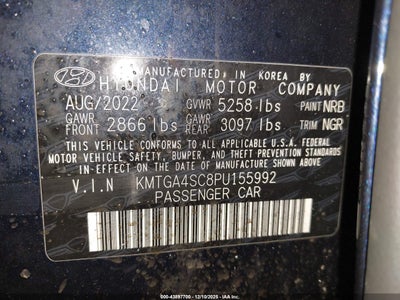 MANUFACTURED IN KOREA BY
HYUNDAI MOTOR COMPANY
AUG/2022 GVWR 5258 lbs PAINT NRB
GAWR FRONT 2866 lbs GAWR REAR 3097 lbs TRIM NGR
THIS VEHICLE CONFORMS TO ALL APPLICABLE FEDERAL
MOTOR VEHICLE SAFETY, BUMPER, AND THEFT PREVENTION STANDARDS
IN-EFFECT ON THE DATE OF MANUFACTURE SHOWN ABOVE.
V.I.N KMTGA4SC8PU155992
PASSENGER CAR
000-43897700 - 12/10/2025 - IAAI